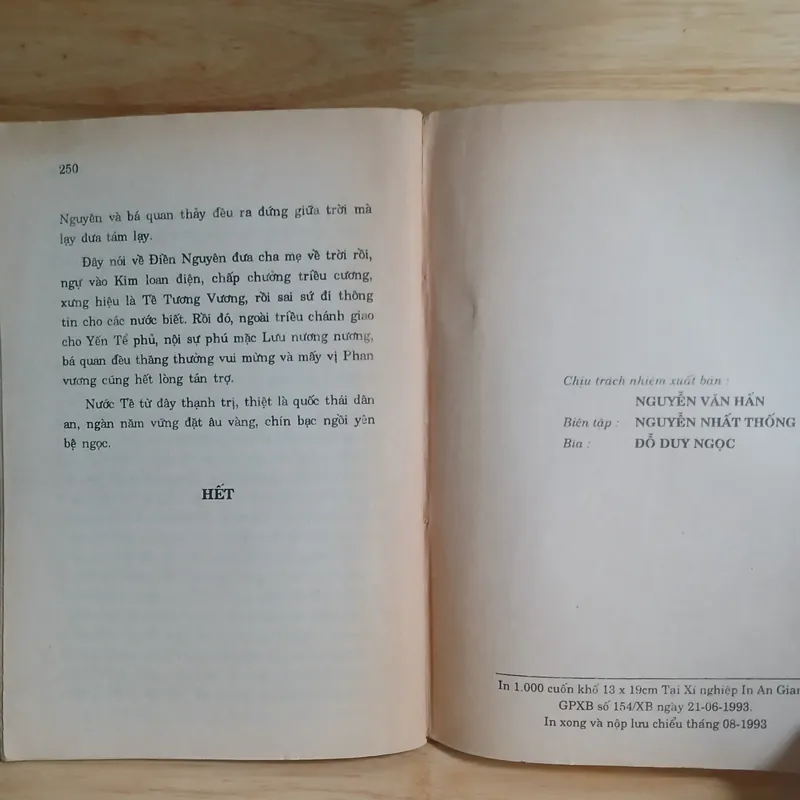 250
Nguyên và bá quan thảy đều ra đứng giữa trời mà
lạy đưa tám lạy.
Đây nói về Điền Nguyên đưa cha mẹ về trời rồi,
ngự vào Kim loan điện, chấp chưởng triều cương,
xưng hiệu là Tề Tương Vương, rồi sai sứ đi thông
tin cho các nước biết. Rồi đó, ngoài triều chánh giao
cho Yến Tể phủ, nội sự phú mặc Lưu nương nương,
bá quan đều thăng thưởng vui mừng và mấy vị Phan
vương cũng hết lòng tán trợ.
Nước Tề từ đây thạnh trị, thiệt là quốc thái dân
an, ngàn năm vững đặt âu vàng, chín bạc ngồi yên
bệ ngọc.
HẾT
Chịu trách nhiệm xuất bản :
NGUYỄN VĂN HẤN
Biên tập : NGUYỄN NHẤT THỐNG
Bìa : ĐỖ DUY NGỌC
In 1.000 cuốn khổ 13 x 19cm Tại Xí nghiệp In An Gian
GPXB số 154/XB ngày 21-06-1993.
In xong và nộp lưu chiểu tháng 08-1993